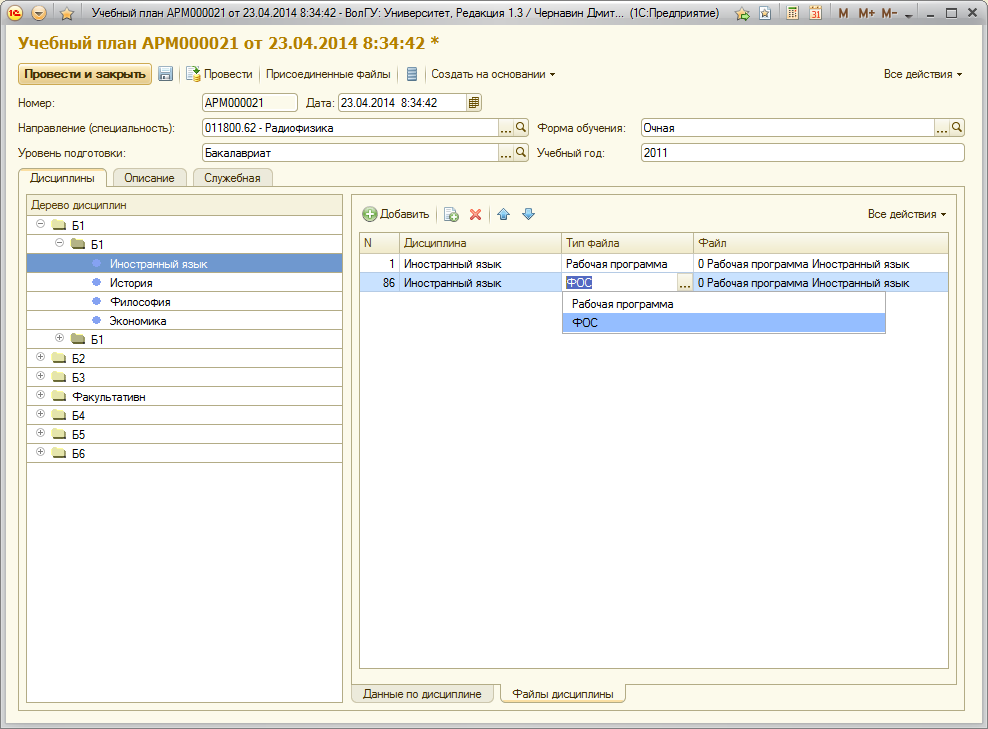 Учебный план АРМ000021 от 23.04.2014 8:34:42 - ВолГУ: Университет, Редакция 1.3 / Чернавин Дмит... (1С:Предприятие) 31 M M+ M-
Учебный план АРМ000021 от 23.04.2014 8:34:42 *
Провести и закрыть Провести Присоединенные файлы Создать на основании Все действия
Номер: АРМ000021 Дата: 23.04.2014 8:34:42
Направление (специальность): 011800.62 - Радиофизика ... Форма обучения: Очная ...
Уровень подготовки: Бакалавриат ... Учебный год: 2011
Дисциплины Описание Служебная
Дерево дисциплин
Б1
Б1
Иностранный язык
История
Философия
Экономика
Б1
Б2
Б3
Факультативн
Б4
Б5
Б6
Добавить Все действия
N Дисциплина Тип файла Файл
1 Иностранный язык Рабочая программа 0 Рабочая программа Иностранный язык
86 Иностранный язык ФОС ... 0 Рабочая программа Иностранный язык
Рабочая программа
ФОС
Данные по дисциплине Файлы дисциплины